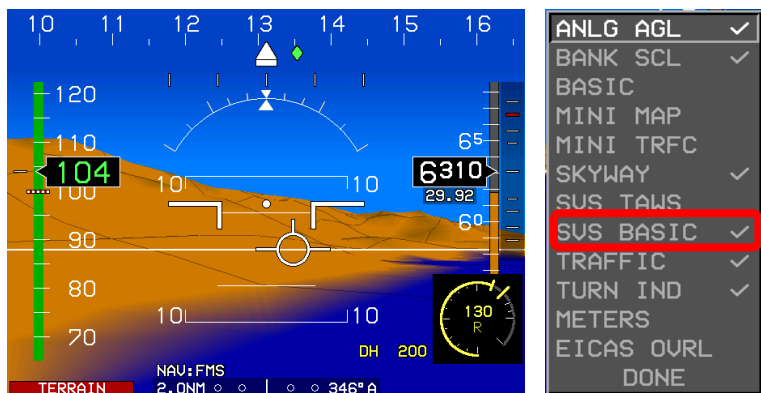 10 11 12 13 14 15 16
120
110
104
100
90
80
70
65
6310
29.92
60
10 10
10 10
130
R
DH 200
NAV:FMS
TERRAIN 2.0NM 346° A
ANLG AGL ✓
BANK SCL ✓
BASIC
MINI MAP
MINI TRFC
SKYWAY ✓
SVS TAWS
SVS BASIC ✓
TRAFFIC ✓
TURN IND ✓
METERS
EICAS OVRL
DONE